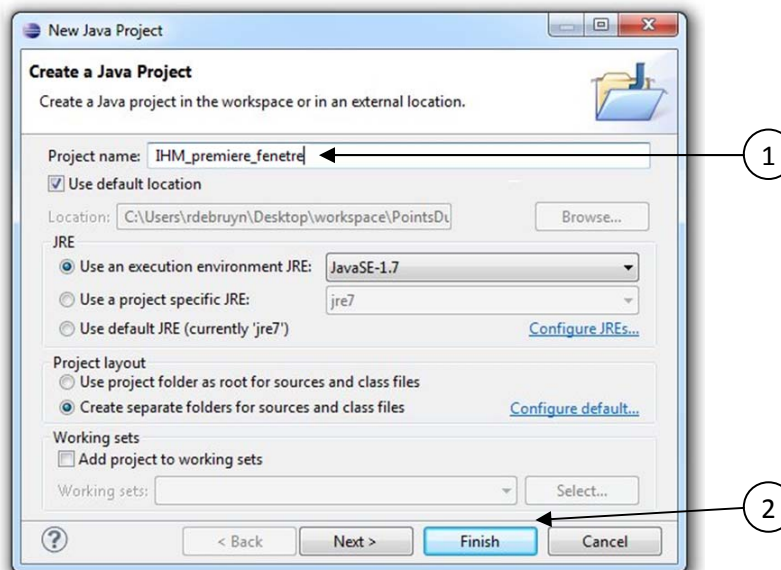 New Java Project
Create a Java Project
Create a Java project in the workspace or in an external location.
Project name: IHM_premiere_fenetre
1
Use default location
Location: C:\Users\rdebruyn\Desktop\workspace\PointsDu Browse...
JRE
Use an execution environment JRE: JavaSE-1.7
Use a project specific JRE: jre7
Use default JRE (currently 'jre7') Configure JREs...
Project layout
Use project folder as root for sources and class files
Create separate folders for sources and class files Configure default...
Working sets
Add project to working sets
Working sets: Select...
2
? < Back Next > Finish Cancel